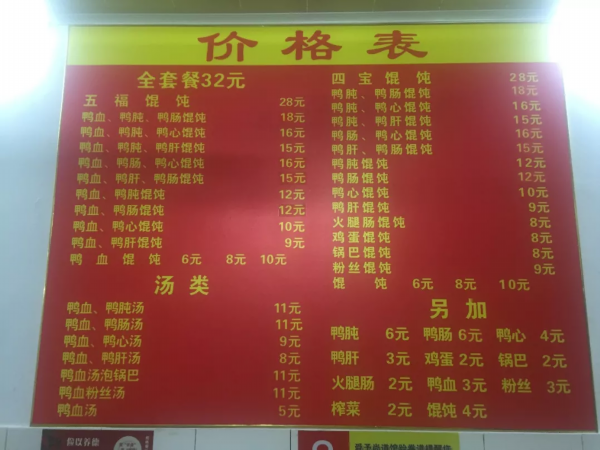 价格表
全套餐32元
五福馄饨 28元
鸭血、鸭肫、鸭肠馄饨 18元
鸭血、鸭肫、鸭心馄饨 16元
鸭血、鸭肫、鸭肝馄饨 15元
鸭血、鸭肠、鸭心馄饨 16元
鸭血、鸭肝、鸭肠馄饨 15元
鸭血、鸭肫馄饨 12元
鸭血、鸭肠馄饨 12元
鸭血、鸭心馄饨 10元
鸭血、鸭肝馄饨 9元
鸭血馄饨 6元 8元 10元
汤类
鸭血、鸭肫汤 11元
鸭血、鸭肠汤 11元
鸭血、鸭心汤 9元
鸭血、鸭肝汤 8元
鸭血汤泡锅巴 11元
鸭血粉丝汤 11元
鸭血汤 5元
四宝馄饨 28元
鸭肫、鸭肠馄饨 18元
鸭肫、鸭心馄饨 16元
鸭肫、鸭肝馄饨 15元
鸭肠、鸭心馄饨 16元
鸭肝、鸭肠馄饨 15元
鸭肫馄饨 12元
鸭肠馄饨 12元
鸭心馄饨 10元
鸭肝馄饨 9元
火腿肠馄饨 8元
鸡蛋馄饨 8元
锅巴馄饨 8元
粉丝馄饨 9元
馄饨 6元 8元 10元
另加
鸭肫 6元 鸭肠 6元 鸭心 4元
鸭肝 3元 鸡蛋 2元 锅巴 2元
火腿肠 2元 鸭血 3元 粉丝 3元
榨菜 2元 馄饨 4元